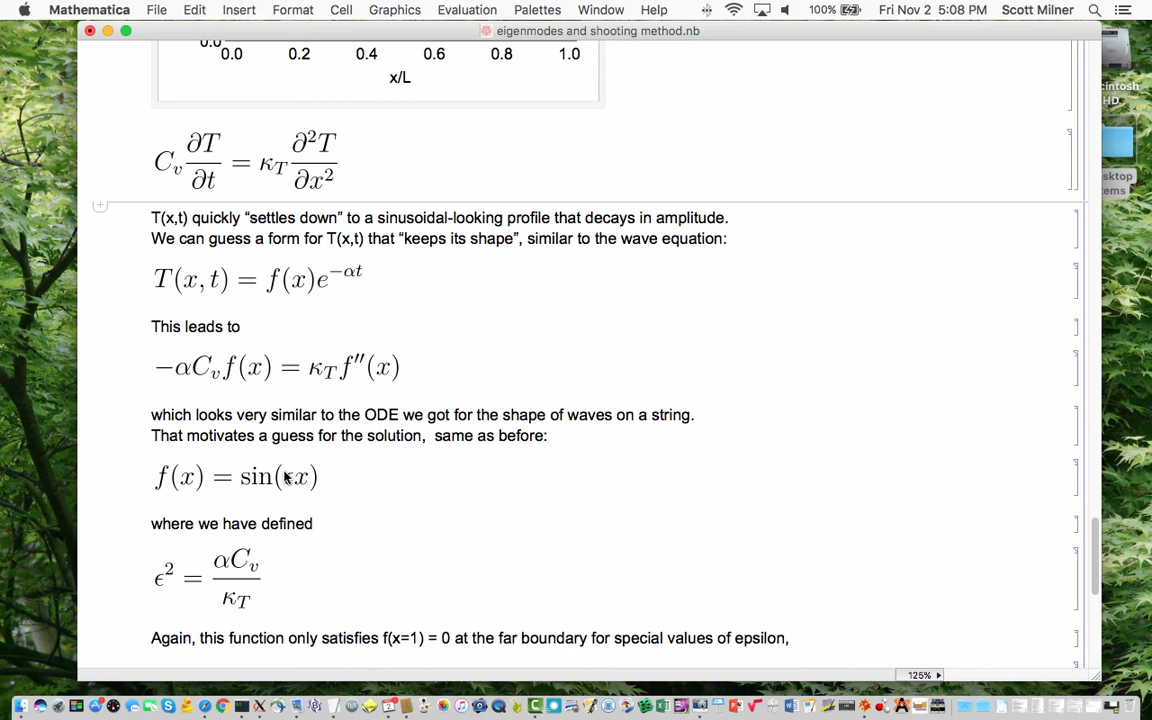 Mathematica File Edit Insert Format Cell Graphics Evaluation Palettes Window Help 100% Fri Nov 2 5:08 PM Scott Milner
eigenmodes and shooting method.nb
0.0
0.0 0.2 0.4 0.6 0.8 1.0
x/L
C_v ∂T/∂t = κ_T ∂²T/∂x²
T(x,t) quickly “settles down” to a sinusoidal-looking profile that decays in amplitude.
We can guess a form for T(x,t) that “keeps its shape”, similar to the wave equation:
T(x, t) = f(x)e^{−αt}
This leads to
−αC_v f(x) = κ_T f′′(x)
which looks very similar to the ODE we got for the shape of waves on a string.
That motivates a guess for the solution, same as before:
f(x) = sin(ϵx)
where we have defined
ϵ² = αC_v / κ_T
Again, this function only satisfies f(x=1) = 0 at the far boundary for special values of epsilon,
125%
HD